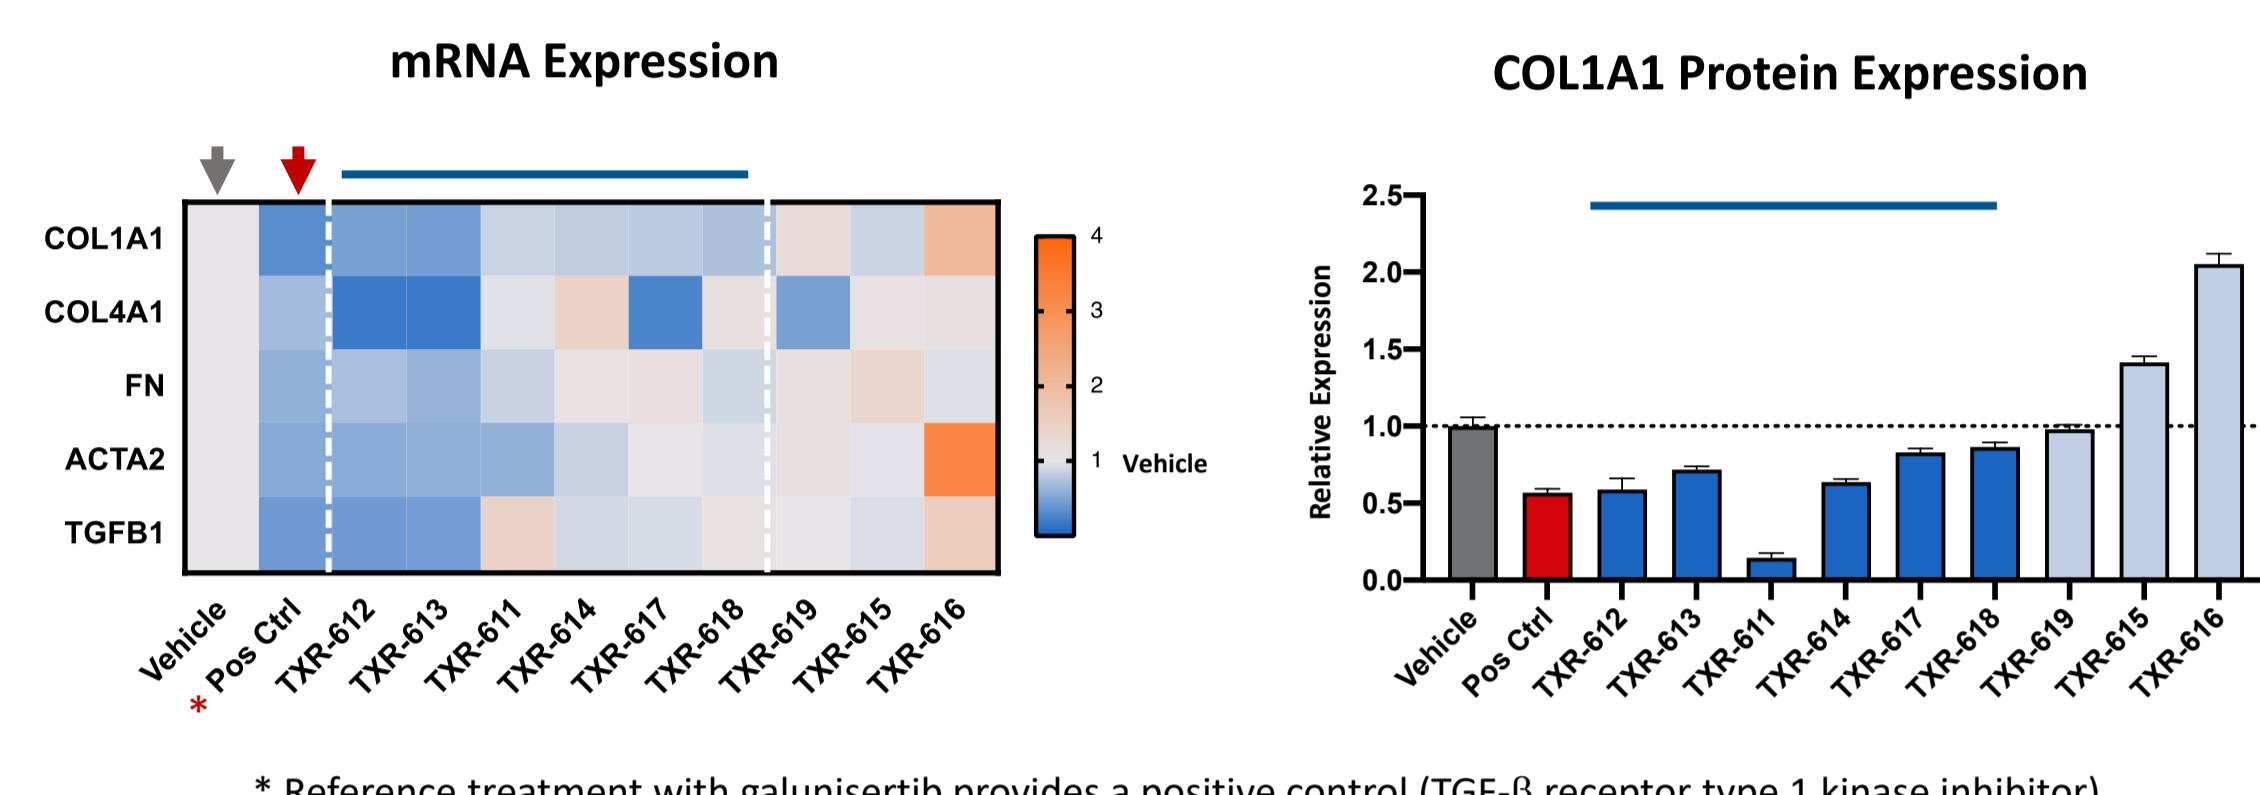 mRNA Expression
COL1A1 Protein Expression
COL1A1
COL4A1
FN
ACTA2
TGFB1
4
3
2
1 Vehicle
Vehicle
* Pos Ctrl
TXR-612
TXR-613
TXR-611
TXR-614
TXR-617
TXR-618
TXR-619
TXR-615
TXR-616
Relative Expression
2.5
2.0
1.5
1.0
0.5
0.0
Vehicle
Pos Ctrl
TXR-612
TXR-613
TXR-611
TXR-614
TXR-617
TXR-618
TXR-619
TXR-615
TXR-616
* Reference treatment with galunisertib provides a positive control (TGF-β receptor type 1 kinase inhibitor)